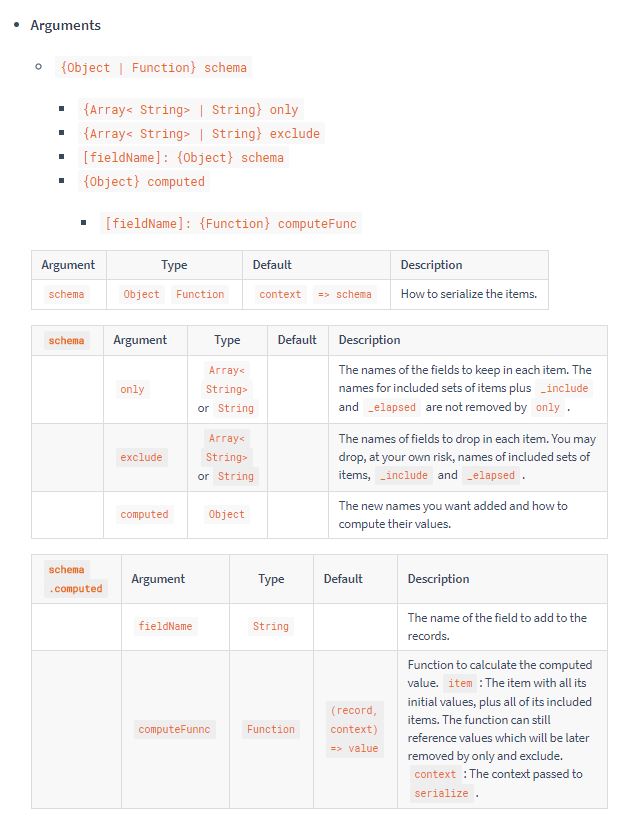 Arguments
{Object | Function} schema
{Array< String> | String} only
{Array< String> | String} exclude
[fieldName]: {Object} schema
{Object} computed
[fieldName]: {Function} computeFunc
Argument Type Default Description
schema Object Function context => schema How to serialize the items.
schema Argument Type Default Description
only Array< String> or String The names of the fields to keep in each item. The
names for included sets of items plus _include
and _elapsed are not removed by only .
exclude Array< String> or String The names of fields to drop in each item. You may
drop, at your own risk, names of included sets of
items, _include and _elapsed .
computed Object The new names you want added and how to
compute their values.
schema .computed Argument Type Default Description
fieldName String The name of the field to add to the
records.
computeFunnc Function (record, context) => value Function to calculate the computed
value. item : The item with all its
initial values, plus all of its included
items. The function can still
reference values which will be later
removed by only and exclude.
context : The context passed to
serialize .